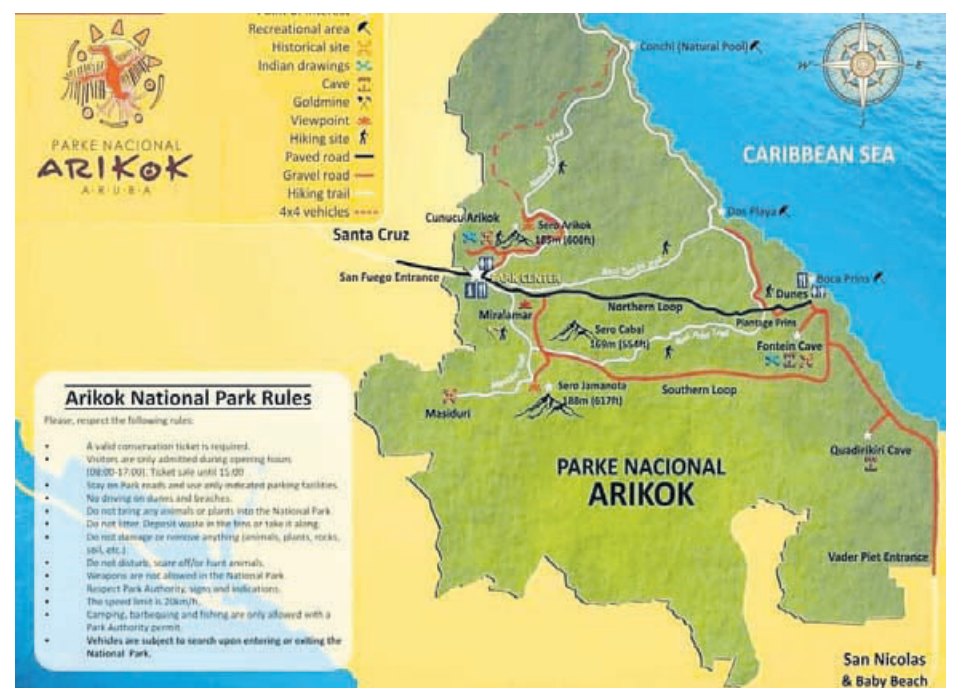 Recreational area
Historical site
Indian drawings
Cave
Goldmine
Viewpoint
Hiking site
Paved road
Gravel road
Hiking trail
4x4 vehicles
PARKE NACIONAL
ARIKOK
A·R·U·B·A
Conchi (Natural Pool)
W
E
S
CARIBBEAN SEA
Dos Playa
Cunucu Arikok
Sero Arikok
185m (606ft)
Santa Cruz
San Fuego Entrance
PARK CENTER
Boca Prins
Dunes
Northern Loop
Miralamar
Plantage Prins
Sero Cabai
169m (554ft)
Fontein Cave
Sero Jamanota
188m (617ft)
Southern Loop
Masiduri
Quadirikiri Cave
PARKE NACIONAL
ARIKOK
Vader Piet Entrance
San Nicolas
& Baby Beach
Arikok National Park Rules
Please, respect the following rules:
• A valid conservation ticket is required.
• Visitors are only admitted during opening hours
(08:00-17:00). Ticket sale until 15:00
• Stay on Park roads and use only indicated parking facilities.
• No driving on dunes and beaches.
• Do not bring any animals or plants into the National Park
• Do not litter. Deposit waste in the bins or take it along.
• Do not damage or remove anything (animals, plants, rocks,
soil, etc.)
• Do not disturb, scare off/or hunt animals.
• Weapons are not allowed in the National Park
• Respect Park Authority, signs and indications.
• The speed limit is 20km/h.
• Camping, barbequing and fishing are only allowed with a
Park Authority permit.
• Vehicles are subject to search upon entering or exiting the
National Park.